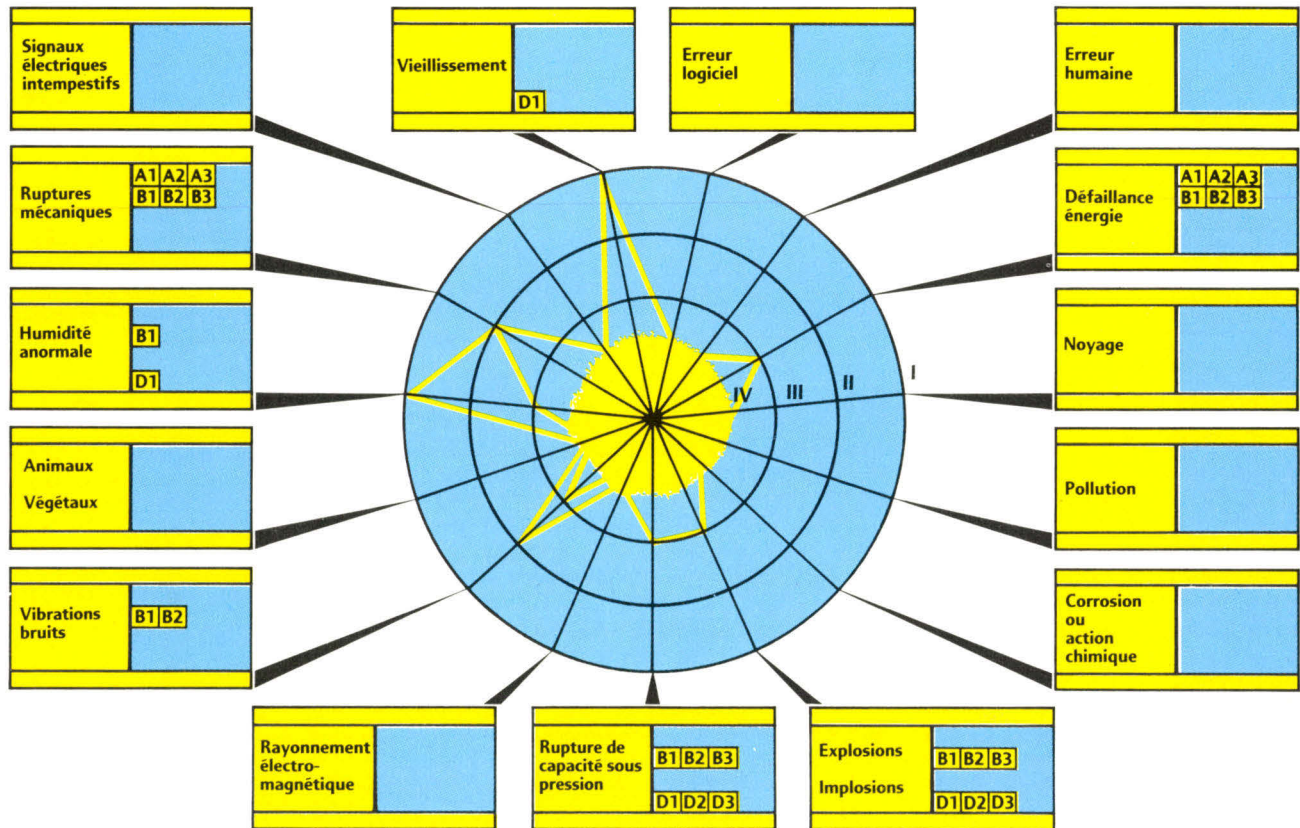 Signaux
électriques
intempestifs
Vieillissement
D1
Erreur
logiciel
Erreur
humaine
Ruptures
mécaniques
A1 A2 A3
B1 B2 B3
Défaillance
énergie
A1 A2 A3
B1 B2 B3
Humidité
anormale
B1
D1
Noyage
IV III II I
Animaux
Végétaux
Pollution
Vibrations
bruits
B1 B2
Corrosion
ou
action
chimique
Rayonnement
électro-
magnétique
Rupture de
capacité sous
pression
B1 B2 B3
D1 D2 D3
Explosions
Implosions
B1 B2 B3
D1 D2 D3